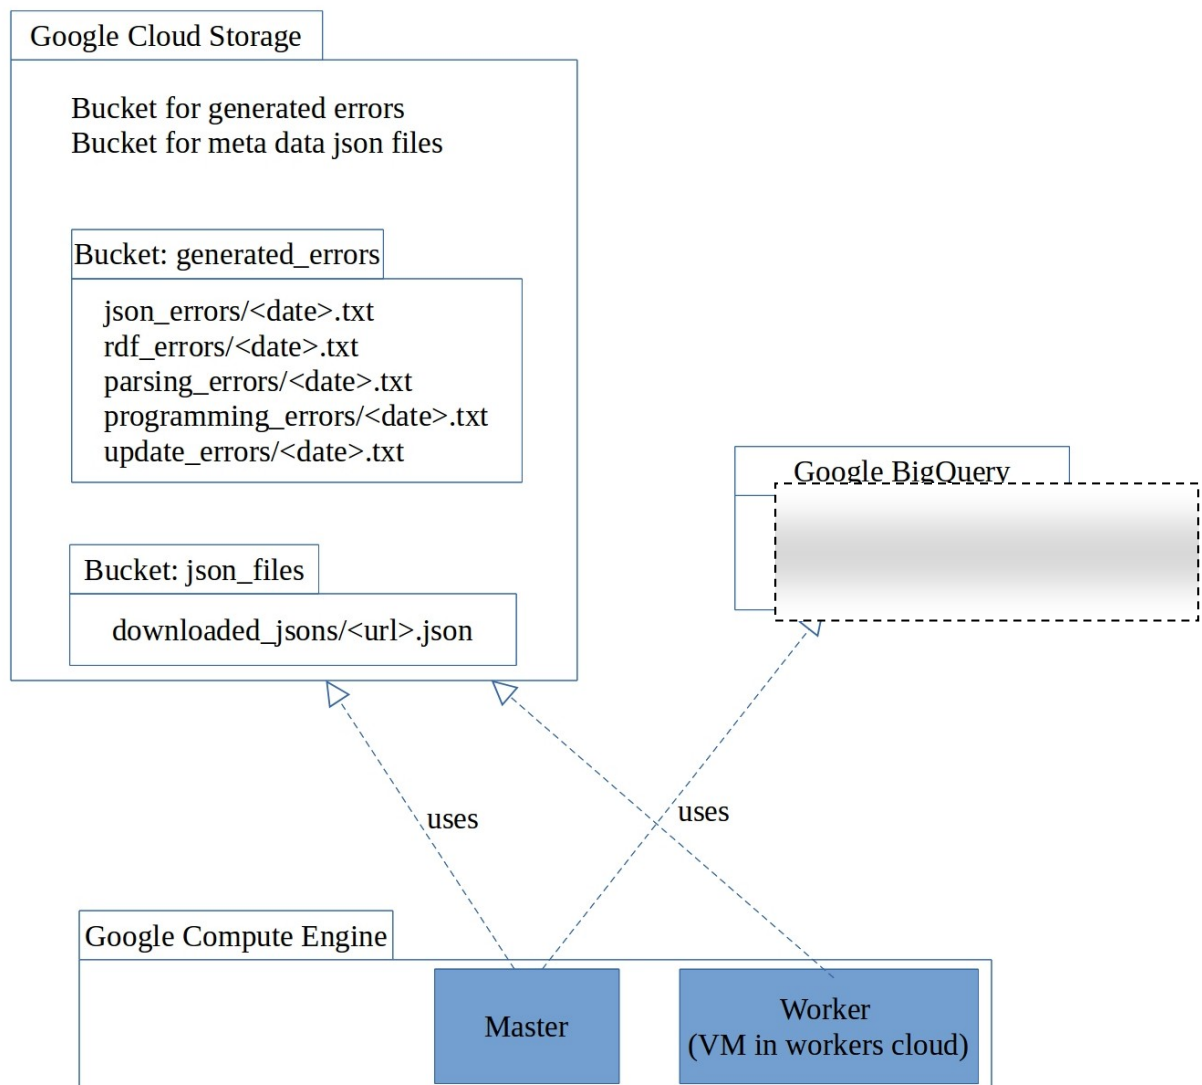 Google Cloud Storage
Bucket for generated errors
Bucket for meta data json files
Bucket: generated_errors
json_errors/<date>.txt
rdf_errors/<date>.txt
parsing_errors/<date>.txt
programming_errors/<date>.txt
update_errors/<date>.txt
Google BigQuery
Bucket: json_files
downloaded_jsons/<url>.json
uses
uses
Google Compute Engine
Master
Worker
(VM in workers cloud)